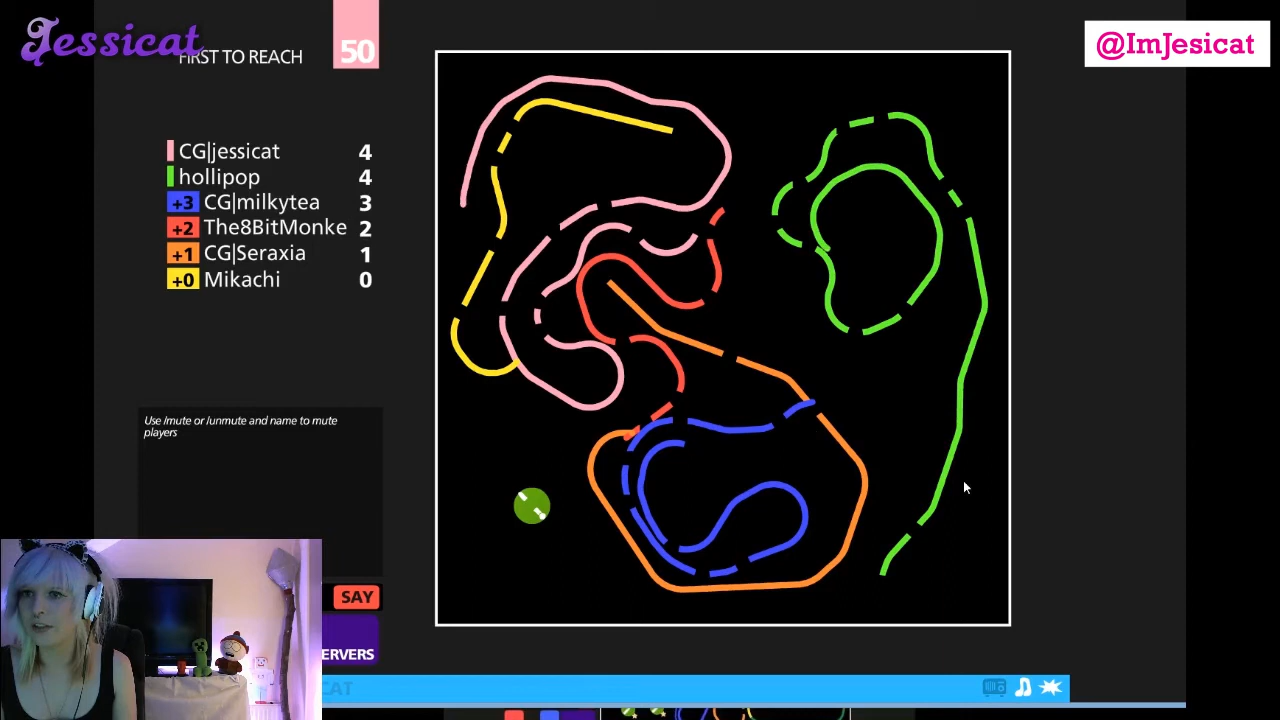 Jessicat
FIRST TO REACH
50
@ImJesicat
CG|jessicat 4
hollipop 4
+3 CG|milkytea 3
+2 The8BitMonke 2
+1 CG|Seraxia 1
+0 Mikachi 0
Use /mute or /unmute and name to mute
players
SAY
ERVERS
CAT